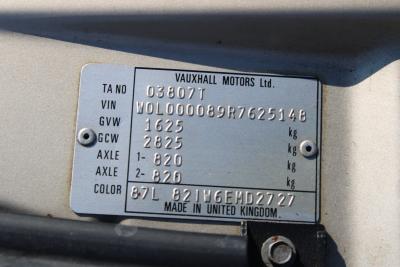 VAUXHALL MOTORS Ltd.
TA NO 03807T
VIN W0L000089R7625148
GVW 1625 kg
GCW 2825 kg
AXLE 1- 820 kg
AXLE 2- 820 kg
COLOR 87L 82IW6EMD2727
MADE IN UNITED KINGDOM.